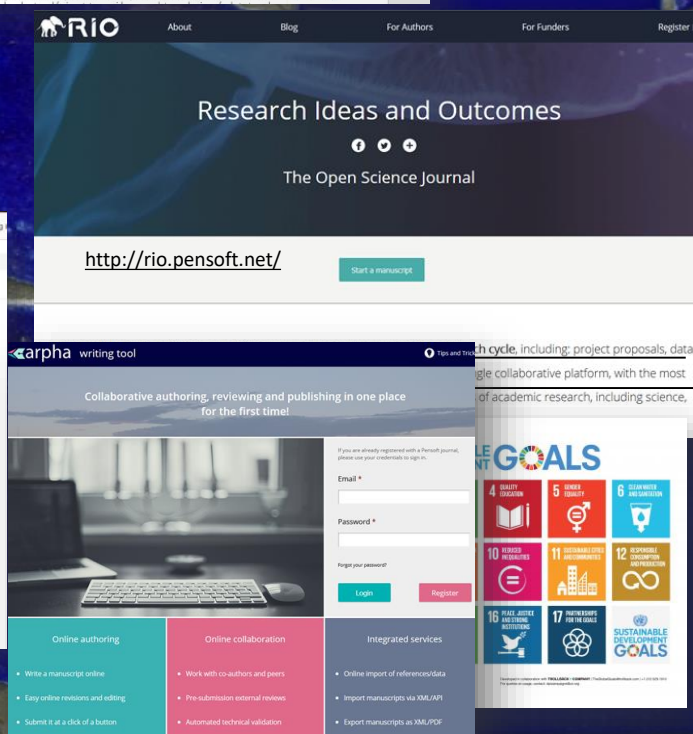 RIO
About
Blog
For Authors
For Funders
Register
Research Ideas and Outcomes
The Open Science Journal
http://rio.pensoft.net/
Start a manuscript
cycle, including: project proposals, data
collaborative platform, with the most
of academic research, including science,
arpha writing tool
Tips and Trick
Collaborative authoring, reviewing and publishing in one place
for the first time!
If you are already registered with a Pensoft journal,
please use your credentials to sign in.
Email *
Password *
Forgot your password?
Login
Register
Online authoring
• Write a manuscript online
• Easy online revisions and editing
• Submit it at a click of a button
Online collaboration
• Work with co-authors and peers
• Pre-submission external reviews
• Automated technical validation
Integrated services
• Online import of references/data
• Import manuscripts via XML/API
• Export manuscripts as XML/PDF
GOALS
4 QUALITY
EDUCATION
5 GENDER
EQUALITY
6 CLEAN WATER
AND SANITATION
10 REDUCED
INEQUALITIES
11 SUSTAINABLE CITIES
AND COMMUNITIES
12 RESPONSIBLE
CONSUMPTION
AND PRODUCTION
16 PEACE, JUSTICE
AND STRONG
INSTITUTIONS
17 PARTNERSHIPS
FOR THE GOALS
SUSTAINABLE
DEVELOPMENT
GOALS